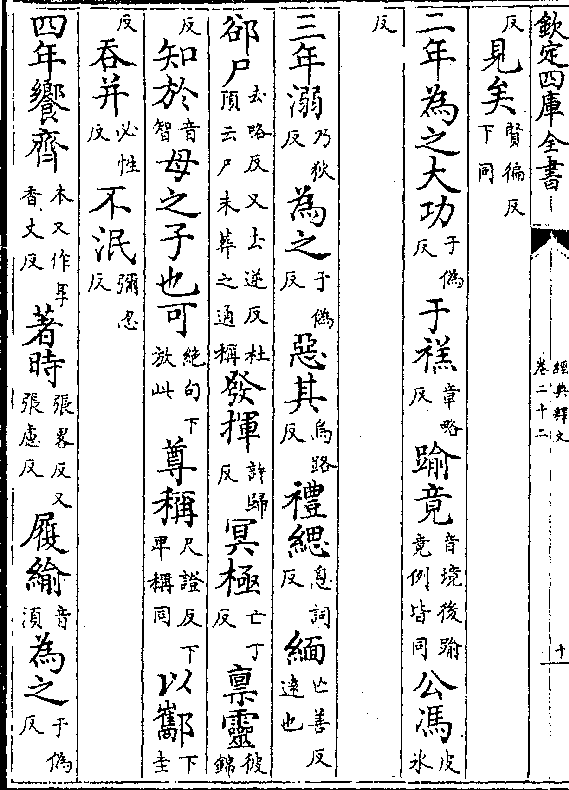 欽定四庫全書
經典釋文
卷二十二
十
反見矣賢徧反下同
二年為之大功于偽反于禚章略反踰竟音境後踰竟例皆同公馮皮氷
反
三年溺乃狄反為之于偽反惡其烏路反禮緦息詞反緬亡善反遠也
郤尸去略反又去逆反杜預云尸未葬之通稱發揮許歸反冥極亡丁反禀靈彼錦
反知於音智母之子也可絶句下放此尊稱尺證反下卑稱同以酅下圭
反吞并必性反不泯彌忍反
四年饗齊本又作享香丈反著時張畧反又張慮反履緰音湏為之于偽反